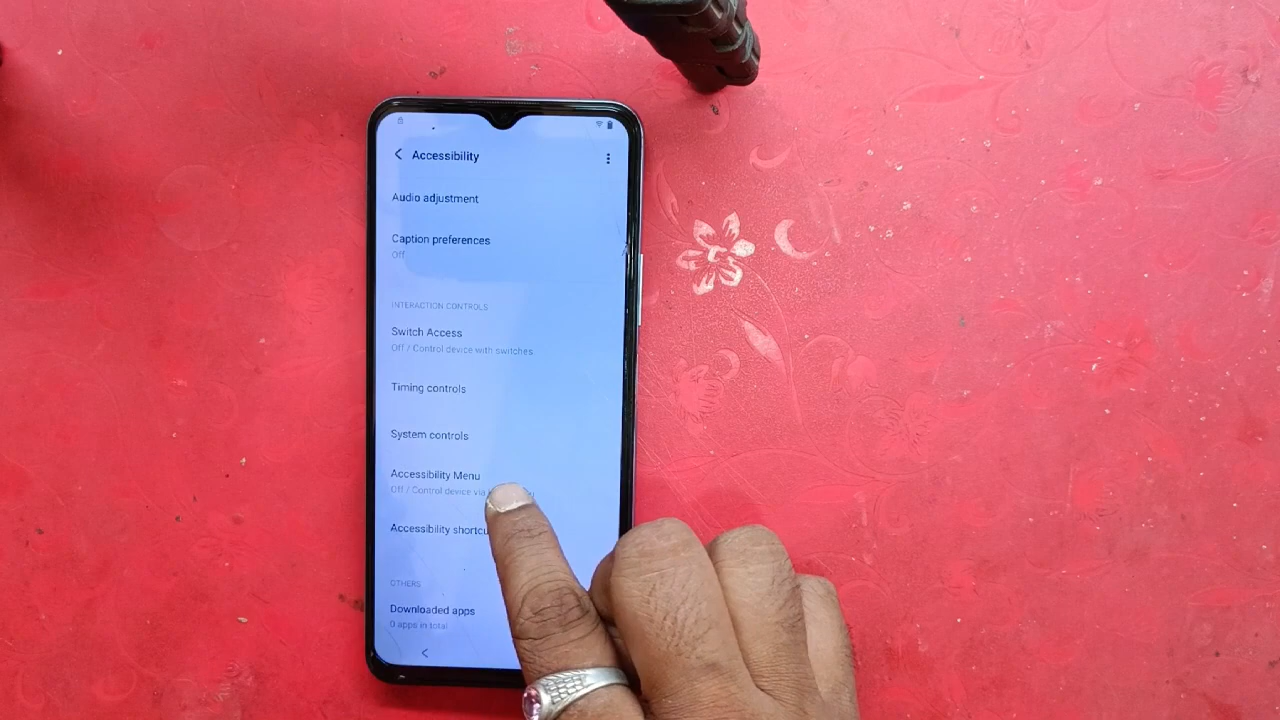 Accessibility
Audio adjustment
Caption preferences
Off
INTERACTION CONTROLS
Switch Access
Off / Control device with switches
Timing controls
System controls
Accessibility Menu
Off / Control device via
Accessibility
OTHERS
Downloaded apps
0 apps in total